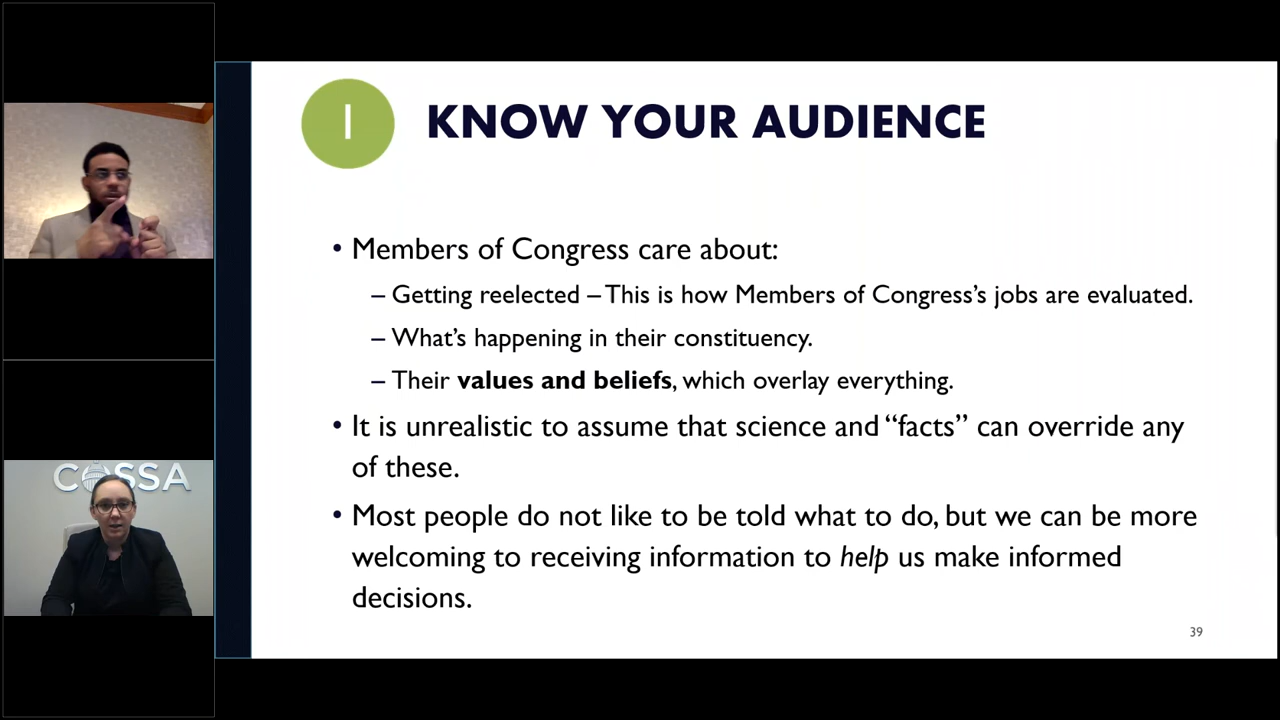 COSSA
I
KNOW YOUR AUDIENCE
• Members of Congress care about:
– Getting reelected – This is how Members of Congress's jobs are evaluated.
– What's happening in their constituency.
– Their values and beliefs, which overlay everything.
• It is unrealistic to assume that science and “facts” can override any
of these.
• Most people do not like to be told what to do, but we can be more
welcoming to receiving information to help us make informed
decisions.
39